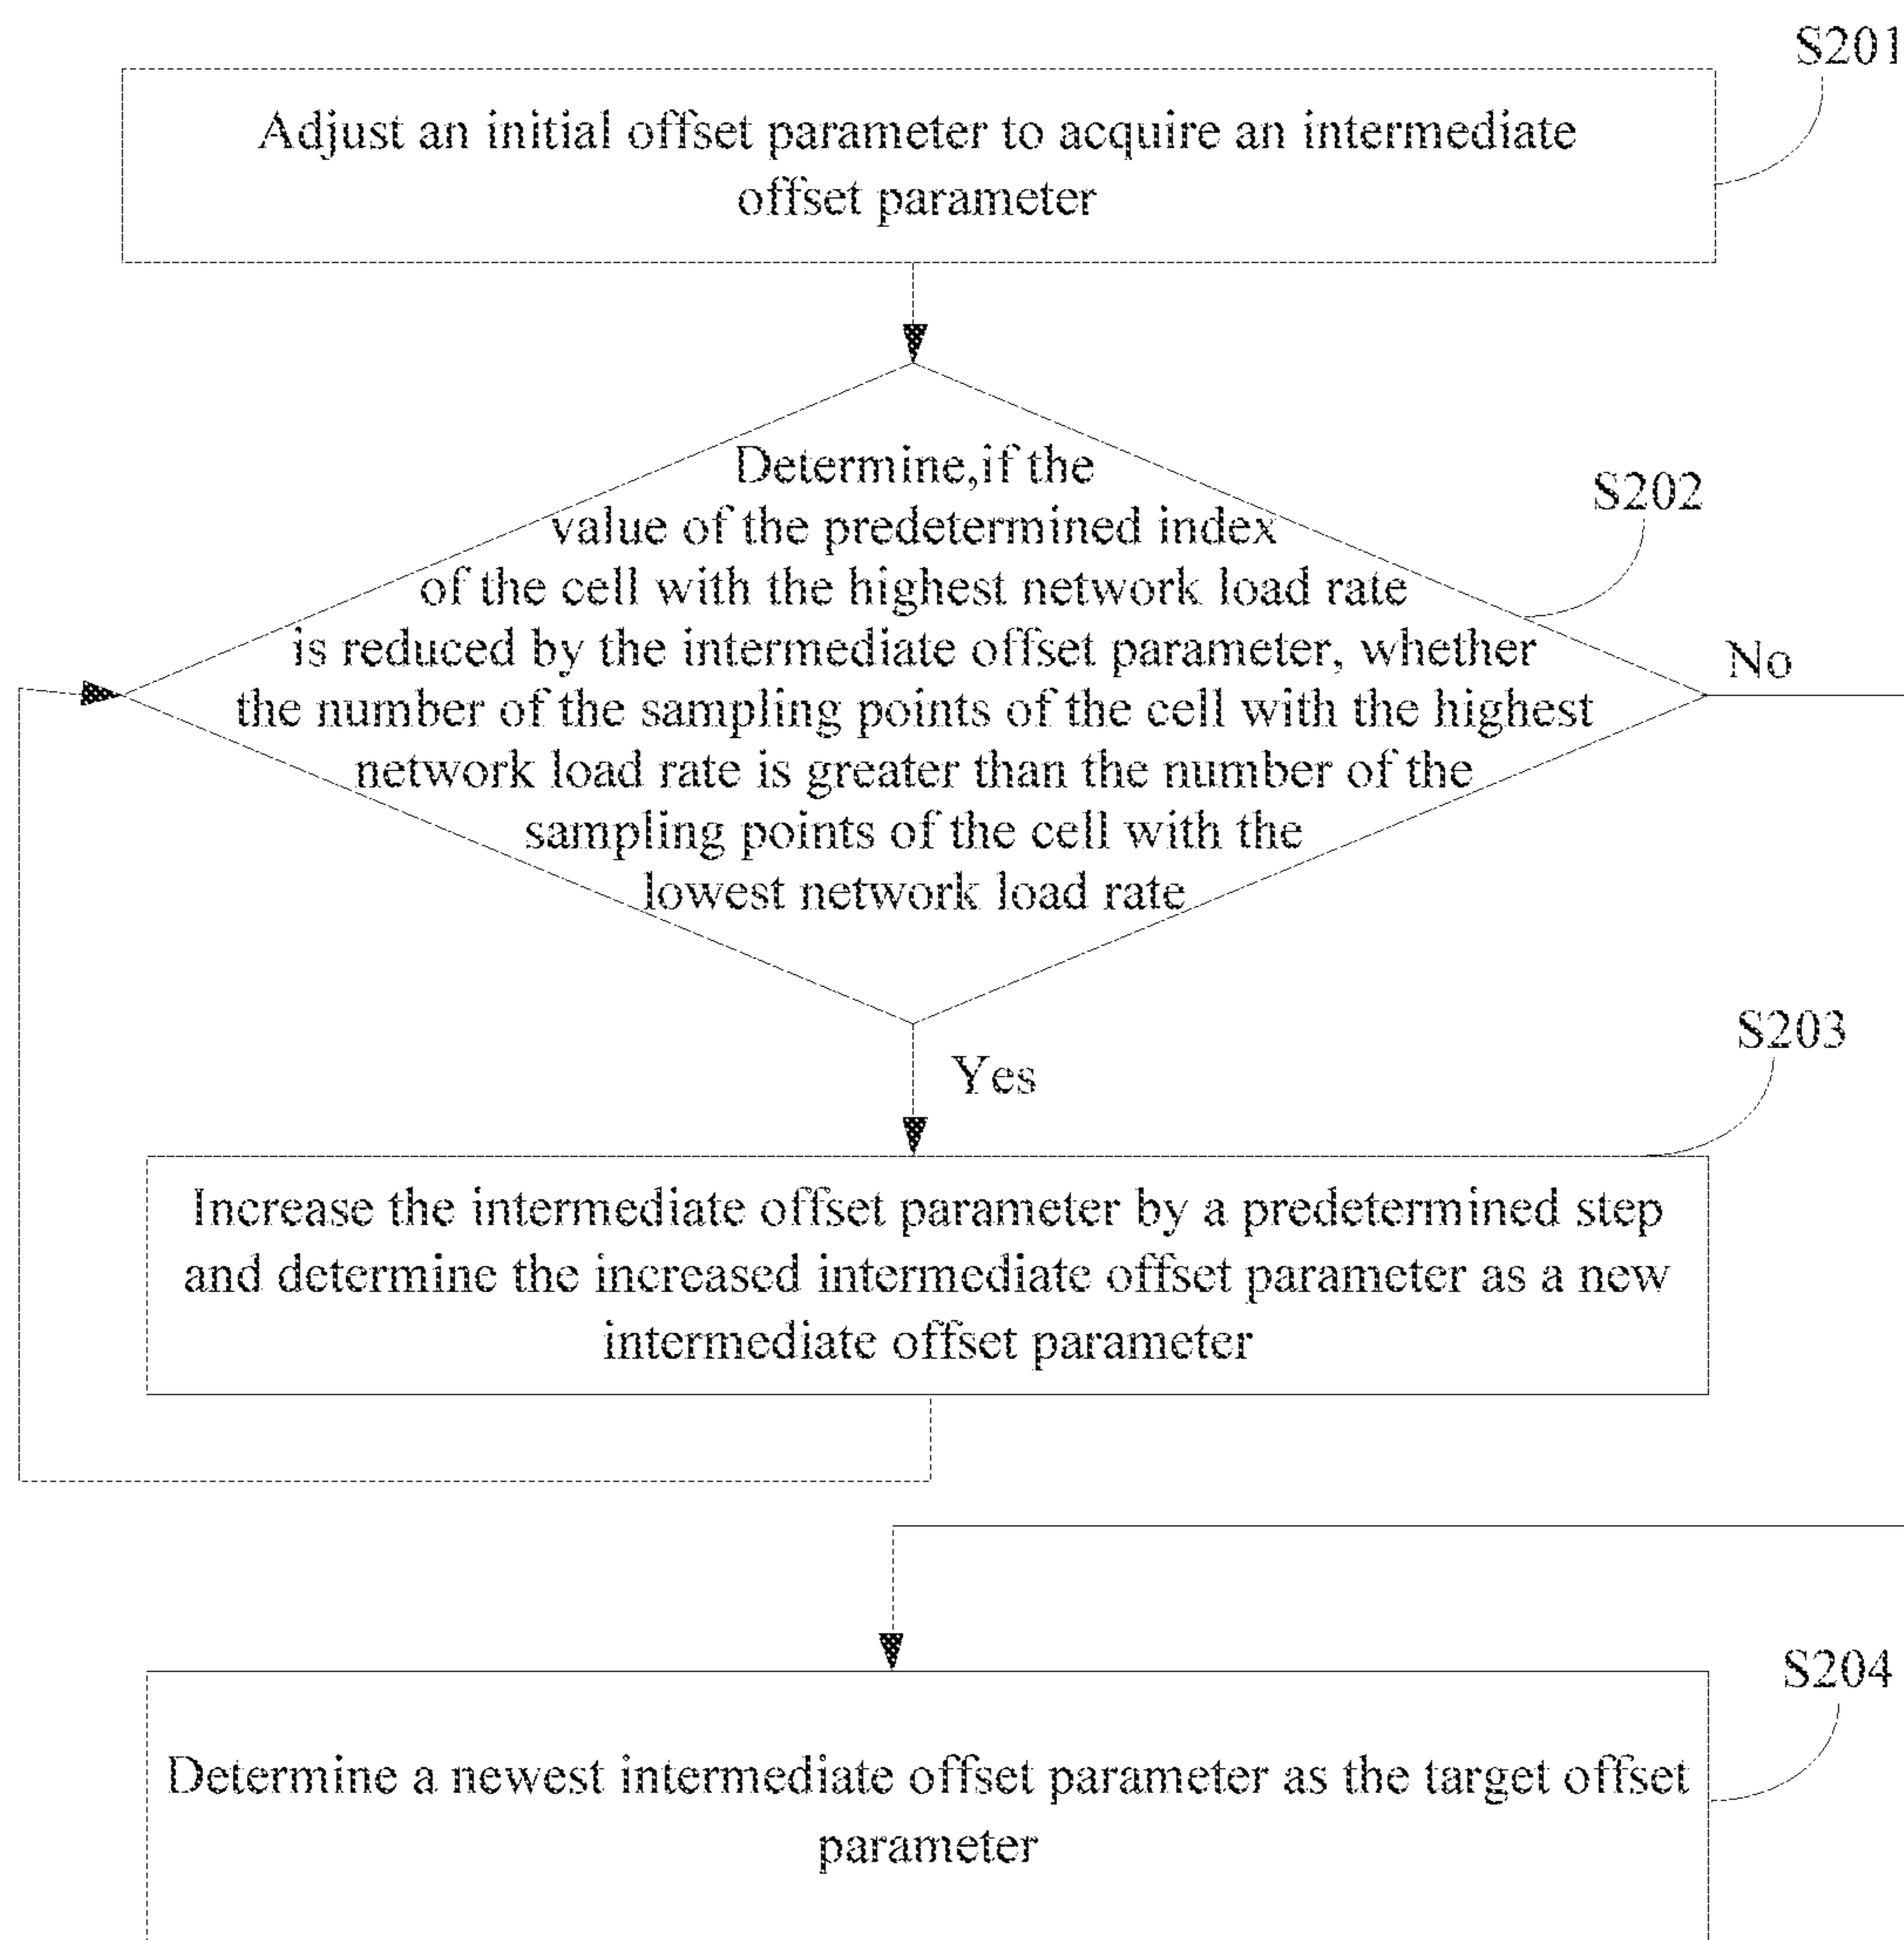 S201
Adjust an initial offset parameter to acquire an intermediate
offset parameter
Determine,if the
value of the predetermined index
of the cell with the highest network load rate
is reduced by the intermediate offset parameter, whether
the number of the sampling points of the cell with the highest
network load rate is greater than the number of the
sampling points of the cell with the
lowest network load rate
S202
No
Yes
S203
Increase the intermediate offset parameter by a predetermined step
and determine the increased intermediate offset parameter as a new
intermediate offset parameter
S204
Determine a newest intermediate offset parameter as the target offset
parameter